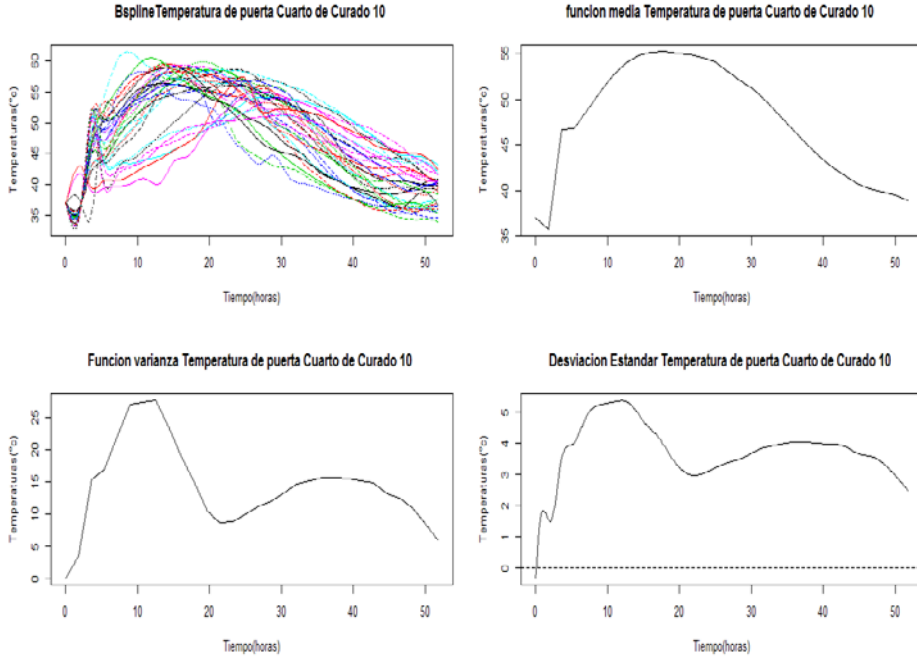 BsplineTemperatura de puerta Cuarto de Curado 10
Temperaturas(°c)
60
55
50
45
40
35
0 10 20 30 40 50
Tiempo(horas)
funcion media Temperatura de puerta Cuarto de Curado 10
Temperaturas(°c)
55
50
45
40
35
0 10 20 30 40 50
Tiempo(horas)
Funcion varianza Temperatura de puerta Cuarto de Curado 10
Temperaturas(°c)
25
20
15
10
5
0
0 10 20 30 40 50
Tiempo(horas)
Desviacion Estandar Temperatura de puerta Cuarto de Curado 10
Temperaturas(°c)
5
4
3
2
1
0
0 10 20 30 40 50
Tiempo(horas)